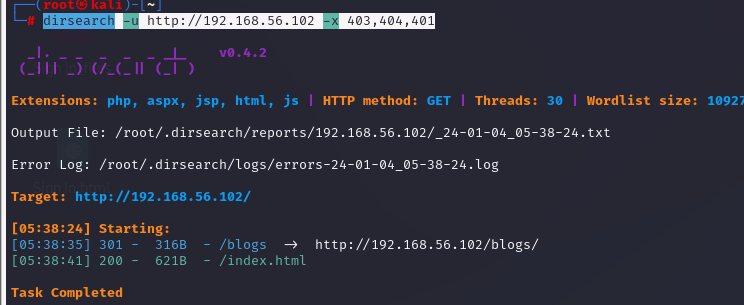 ┌──(root㉿kali)-[~]
└─# dirsearch -u http://192.168.56.102 -x 403,404,401
v0.4.2
Extensions: php, aspx, jsp, html, js | HTTP method: GET | Threads: 30 | Wordlist size: 10927
Output File: /root/.dirsearch/reports/192.168.56.102/_24-01-04_05-38-24.txt
Error Log: /root/.dirsearch/logs/errors-24-01-04_05-38-24.log
Target: http://192.168.56.102/
[05:38:24] Starting:
[05:38:35] 301 - 316B - /blogs -> http://192.168.56.102/blogs/
[05:38:41] 200 - 621B - /index.html
Task Completed